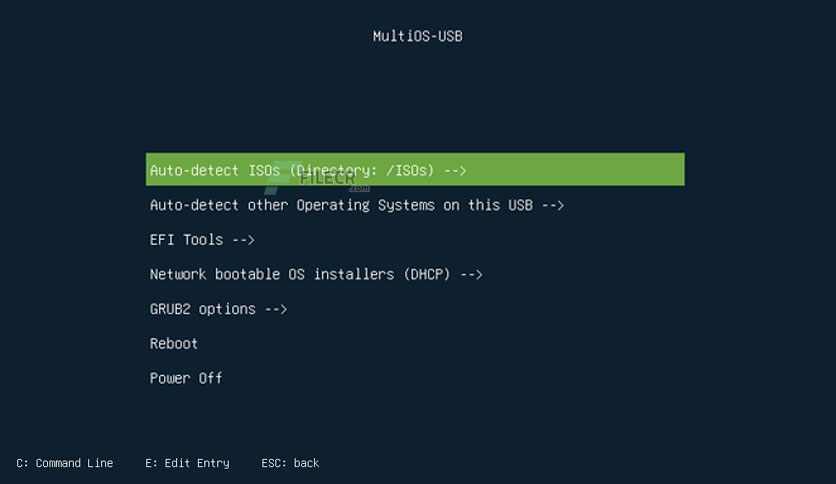 MultiOS-USB
Auto-detect ISOs (Directory: /ISOs) -->
FILECR
.com
Auto-detect other Operating Systems on this USB -->
EFI Tools -->
Network bootable OS installers (DHCP) -->
GRUB2 options -->
Reboot
Power Off
C: Command Line E: Edit Entry ESC: back